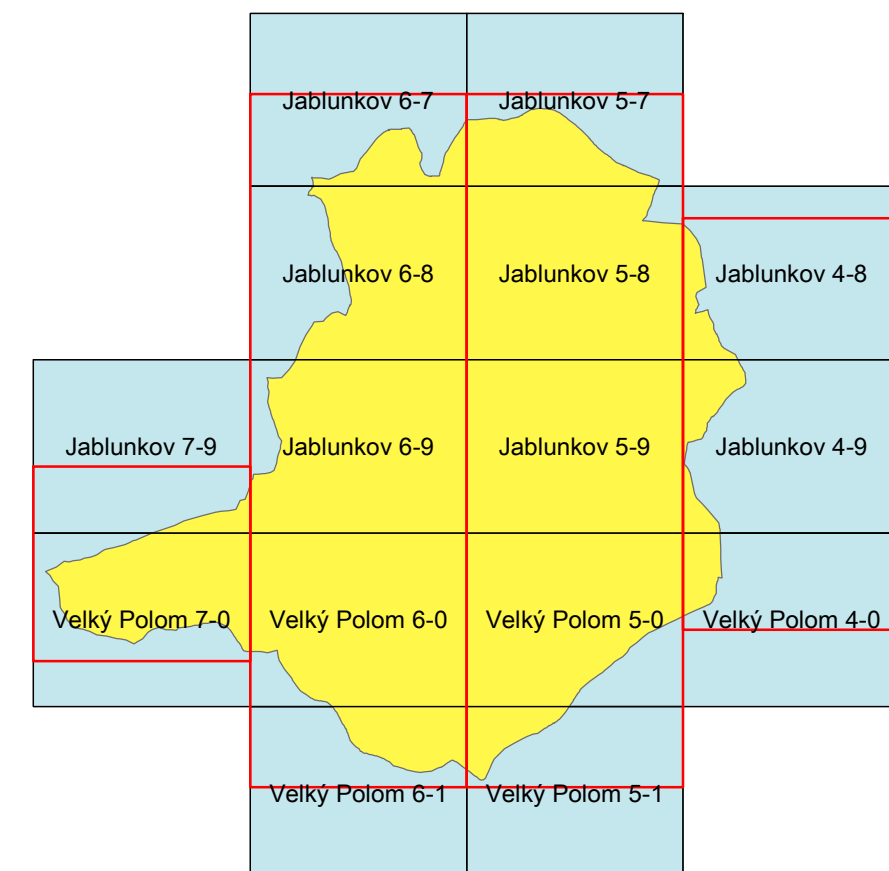 Jablunkov 6-7 Jablunkov 5-7
Jablunkov 6-8 Jablunkov 5-8 Jablunkov 4-8
Jablunkov 7-9 Jablunkov 6-9 Jablunkov 5-9 Jablunkov 4-9
Velký Polom 7-0 Velký Polom 6-0 Velký Polom 5-0 Velký Polom 4-0
Velký Polom 6-1 Velký Polom 5-1